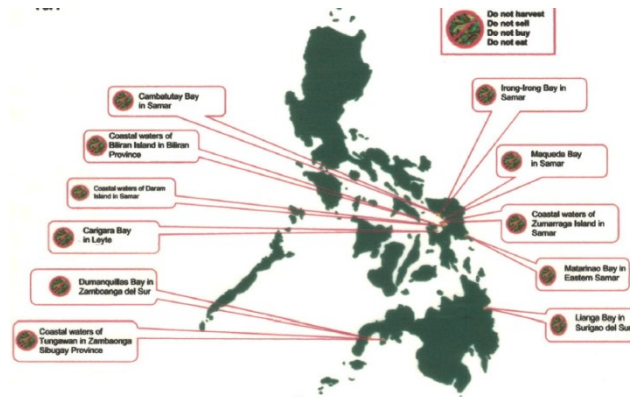 Do not harvest
Do not sell
Do not buy
Do not eat
Cambatutay Bay
in Samar
Irong-Irong Bay in
Samar
Coastal waters of
Biliran Island in Biliran
Province
Maqueda Bay
in Samar
Coastal waters of Daram
Island in Samar
Coastal waters of
Zumarraga Island in
Samar
Carigara Bay
in Leyte
Matarinao Bay in
Eastern Samar
Dumanquillas Bay in
Zamboanga del Sur
Lianga Bay in
Surigao del Sur
Coastal waters of
Tungawan in Zambaonga
Sibugay Province